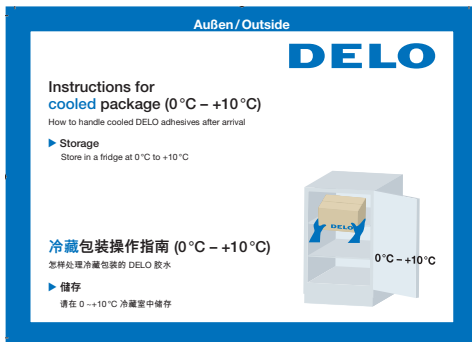 Außen / Outside
DELO
Instructions for
cooled package (0 °C – +10 °C)
How to handle cooled DELO adhesives after arrival
▶ Storage
Store in a fridge at 0 °C to +10 °C
DELO
0 °C – +10 °C
冷藏包装操作指南 (0 °C – +10 °C)
怎样处理冷藏包装的 DELO 胶水
▶ 储存
请在 0 ~+10 °C 冷藏室中储存